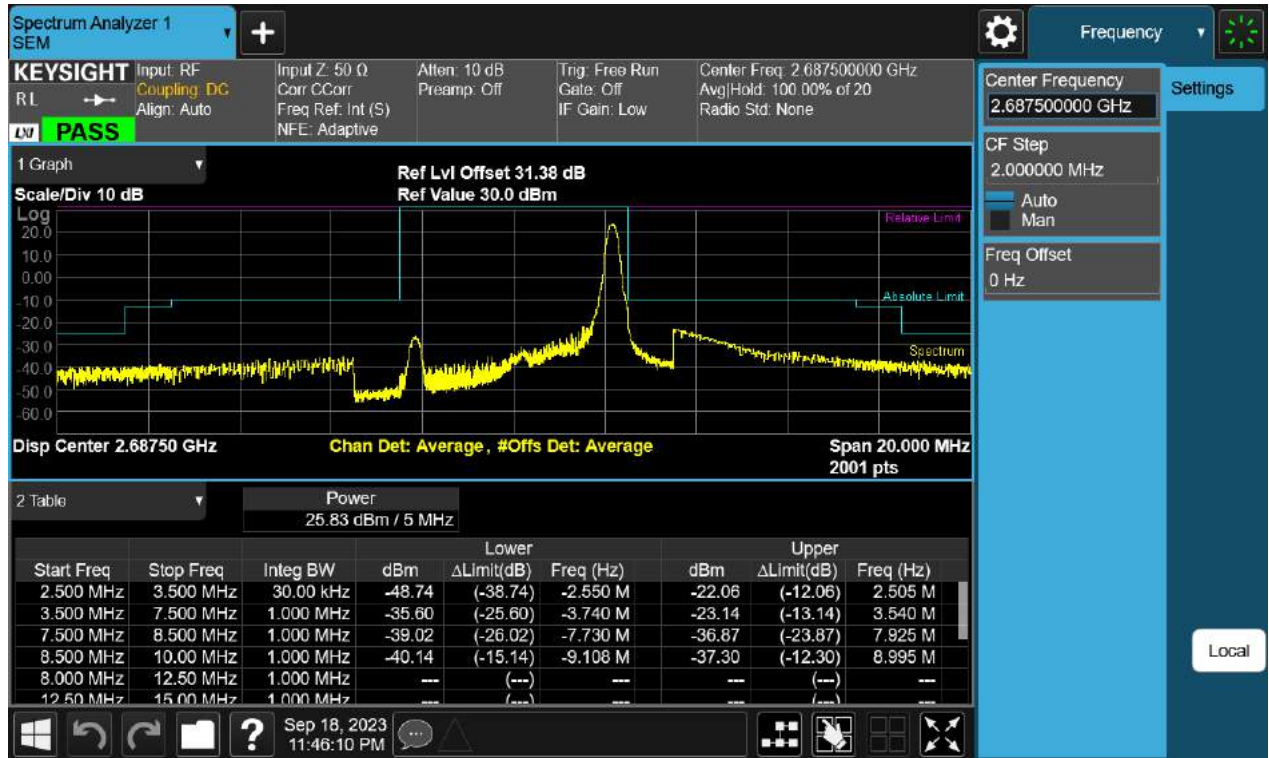 Spectrum Analyzer 1
SEM
Frequency
KEYSIGHT
RL
LXI
PASS
Input: RF
Coupling: DC
Align: Auto
Input Z: 50 Ω
Corr CCorr
Freq Ref: Int (S)
NFE: Adaptive
Atten: 10 dB
Preamp: Off
Trig: Free Run
Gate: Off
IF Gain: Low
Center Freq: 2.687500000 GHz
Avg|Hold: 100.00% of 20
Radio Std: None
Center Frequency
2.687500000 GHz
Settings
CF Step
2.000000 MHz
Auto
Man
Freq Offset
0 Hz
Local
1 Graph
Ref Lvl Offset 31.38 dB
Scale/Div 10 dB
Ref Value 30.0 dBm
Log
20.0
10.0
0.00
-10.0
-20.0
-30.0
-40.0
-50.0
-60.0
Relative Limit
Absolute Limit
Spectrum
Disp Center 2.68750 GHz
Chan Det: Average, #Offs Det: Average
Span 20.000 MHz
2001 pts
2 Table
Power
25.83 dBm / 5 MHz
Lower Upper
Start Freq Stop Freq Integ BW dBm ΔLimit(dB) Freq (Hz) dBm ΔLimit(dB) Freq (Hz)
2.500 MHz 3.500 MHz 30.00 kHz -48.74 (-38.74) -2.550 M -22.06 (-12.06) 2.505 M
3.500 MHz 7.500 MHz 1.000 MHz -35.60 (-25.60) -3.740 M -23.14 (-13.14) 3.540 M
7.500 MHz 8.500 MHz 1.000 MHz -39.02 (-26.02) -7.730 M -36.87 (-23.87) 7.925 M
8.500 MHz 10.00 MHz 1.000 MHz -40.14 (-15.14) -9.108 M -37.30 (-12.30) 8.995 M
8.000 MHz 12.50 MHz 1.000 MHz --- (---) --- --- (---) ---
12.50 MHz 15.00 MHz 1.000 MHz --- (---) --- --- (---) ---
?
Sep 18, 2023
11:46:10 PM